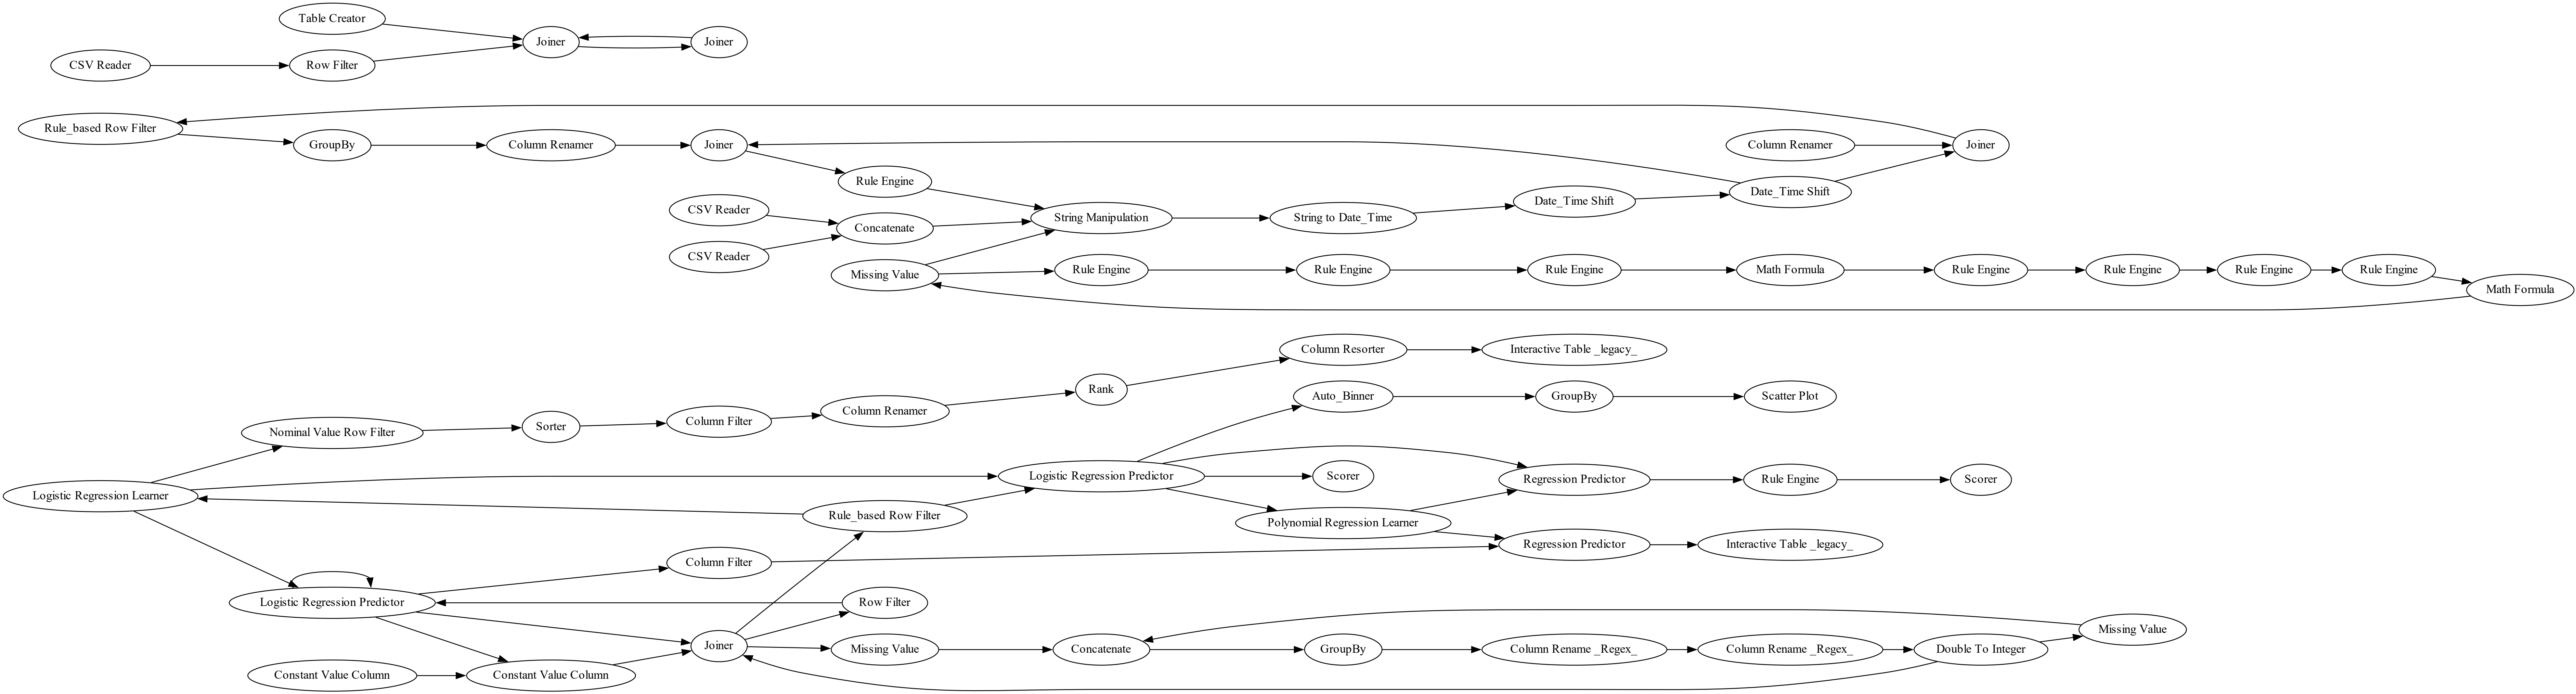 Table Creator
Joiner
Joiner
CSV Reader
Row Filter
Rule_based Row Filter
GroupBy
Column Renamer
Joiner
Column Renamer
Joiner
Rule Engine
Date_Time Shift
Date_Time Shift
CSV Reader
Concatenate
String Manipulation
String to Date_Time
CSV Reader
Missing Value
Rule Engine
Rule Engine
Rule Engine
Math Formula
Rule Engine
Rule Engine
Rule Engine
Rule Engine
Math Formula
Column Resorter
Interactive Table _legacy_
Rank
Auto_Binner
GroupBy
Scatter Plot
Column Renamer
Column Filter
Sorter
Nominal Value Row Filter
Logistic Regression Predictor
Scorer
Regression Predictor
Rule Engine
Scorer
Logistic Regression Learner
Rule_based Row Filter
Polynomial Regression Learner
Regression Predictor
Interactive Table _legacy_
Column Filter
Logistic Regression Predictor
Row Filter
Joiner
Missing Value
Concatenate
GroupBy
Column Rename _Regex_
Column Rename _Regex_
Double To Integer
Missing Value
Constant Value Column
Constant Value Column